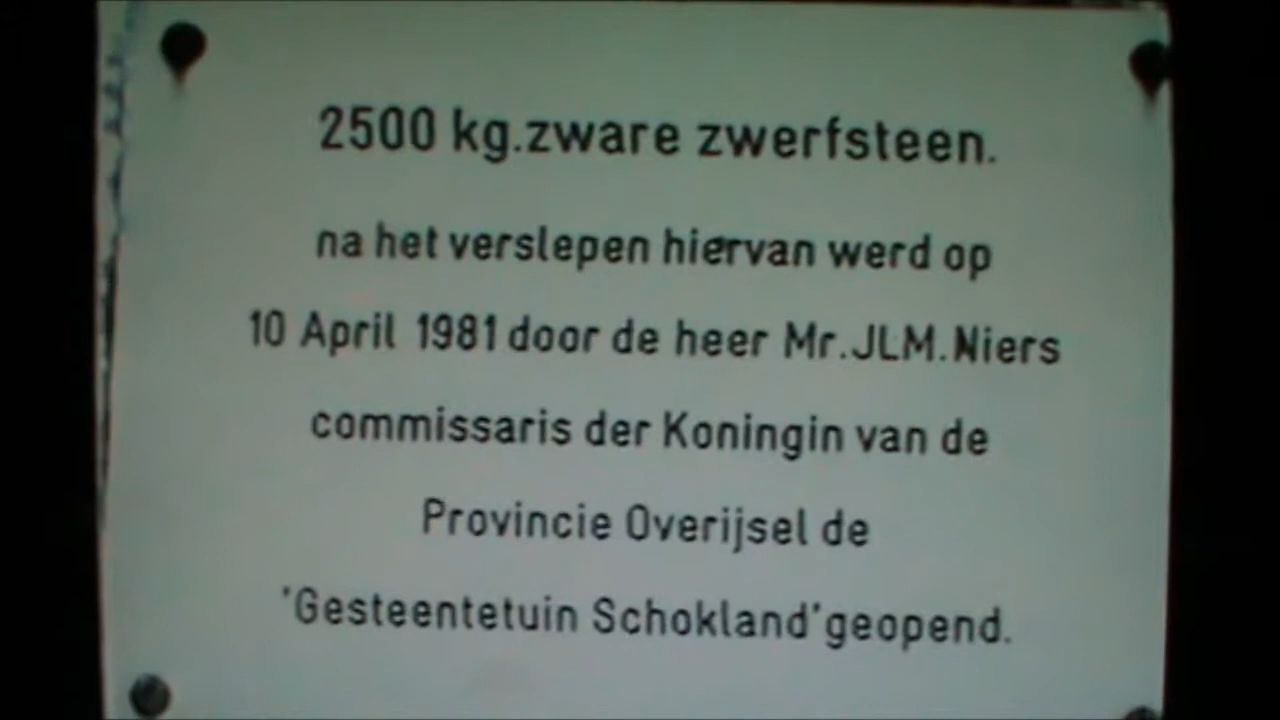 2500 kg.zware zwerfsteen.
na het verslepen hiervan werd op
10 April 1981 door de heer Mr.JLM.Niers
commissaris der Koningin van de
Provincie Overijsel de
'Gesteentetuin Schokland' geopend.